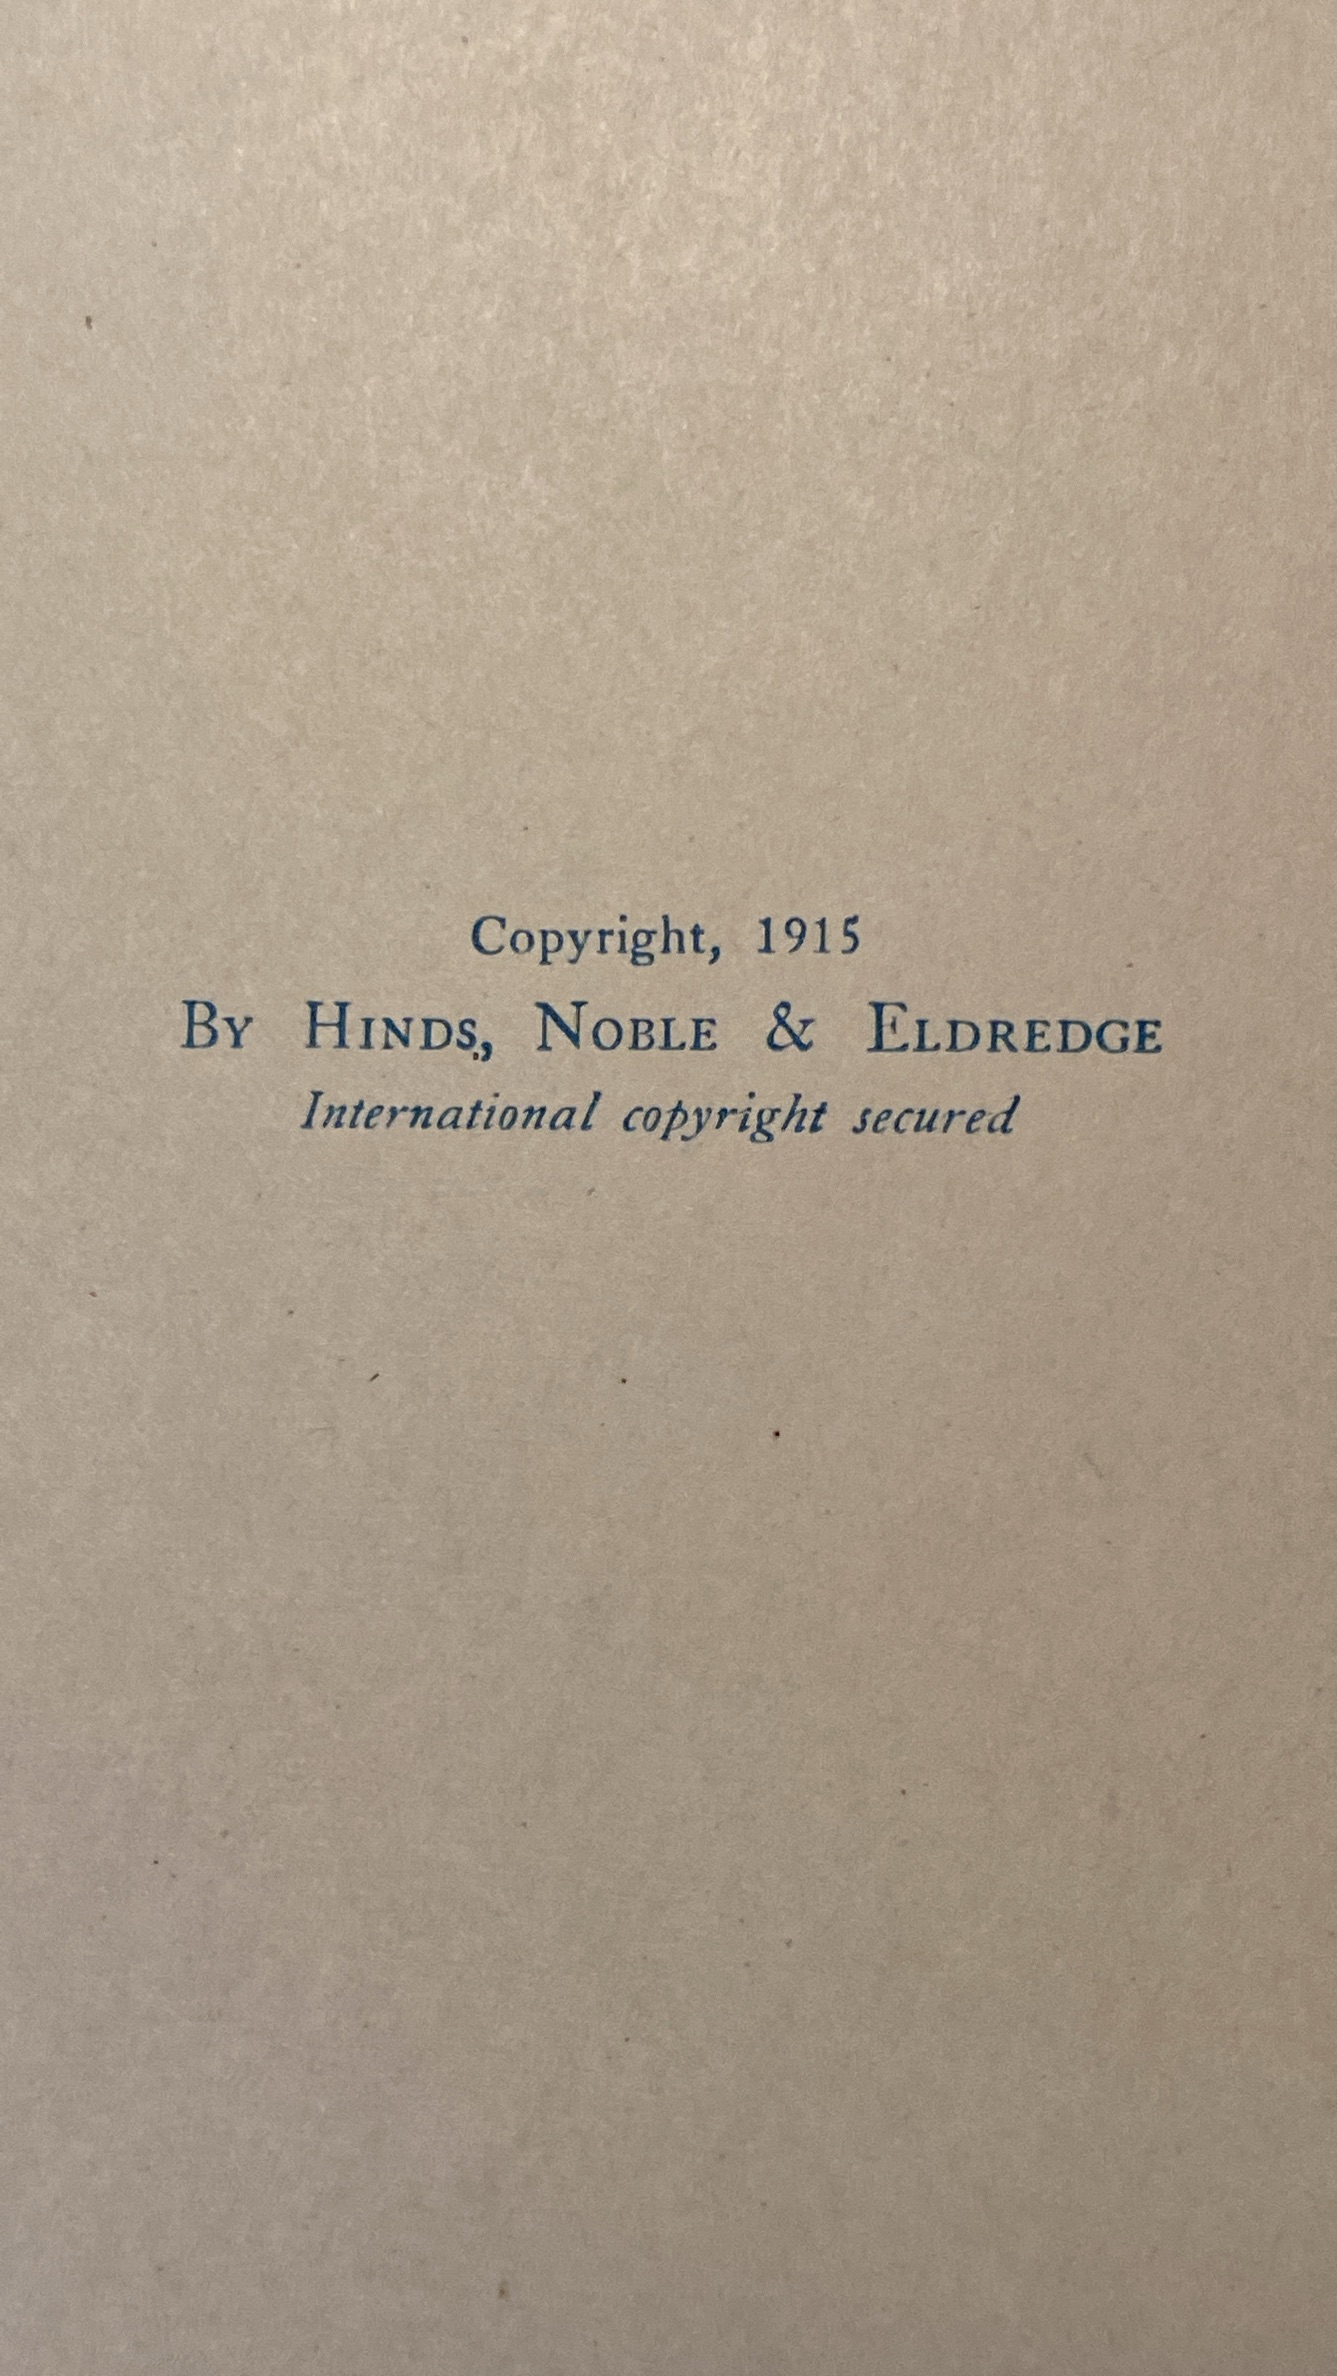 Copyright, 1915
By Hinds, Noble & Eldredge
International copyright secured